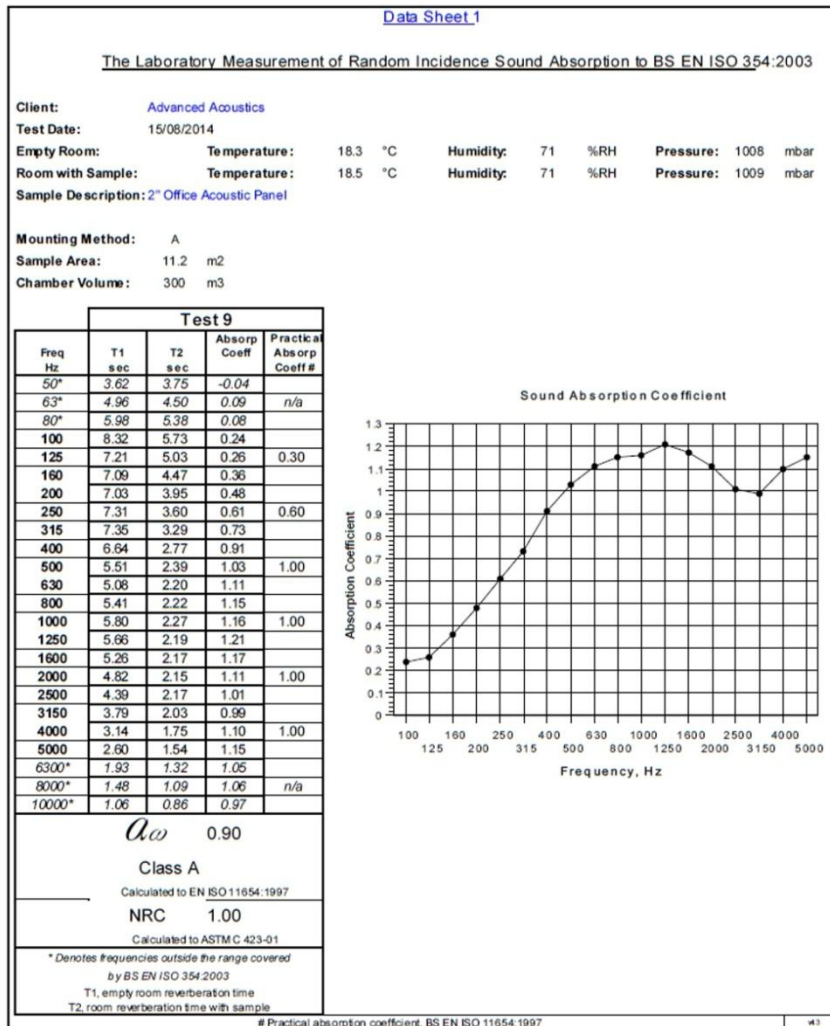 Data Sheet 1
The Laboratory Measurement of Random Incidence Sound Absorption to BS EN ISO 354:2003
Client: Advanced Acoustics
Test Date: 15/08/2014
Empty Room: Temperature: 18.3 °C Humidity: 71 %RH Pressure: 1008 mbar
Room with Sample: Temperature: 18.5 °C Humidity: 71 %RH Pressure: 1009 mbar
Sample Description: 2" Office Acoustic Panel
Mounting Method: A
Sample Area: 11.2 m2
Chamber Volume: 300 m3
Test 9
Freq Hz T1 sec T2 sec Absorp Coeff Practical Absorp Coeff #
50* 3.62 3.75 -0.04
63* 4.96 4.50 0.09 n/a
80* 5.98 5.38 0.08
100 8.32 5.73 0.24
125 7.21 5.03 0.26 0.30
160 7.09 4.47 0.36
200 7.03 3.95 0.48
250 7.31 3.60 0.61 0.60
315 7.35 3.29 0.73
400 6.64 2.77 0.91
500 5.51 2.39 1.03 1.00
630 5.08 2.20 1.11
800 5.41 2.22 1.15
1000 5.80 2.27 1.16 1.00
1250 5.66 2.19 1.21
1600 5.26 2.17 1.17
2000 4.82 2.15 1.11 1.00
2500 4.39 2.17 1.01
3150 3.79 2.03 0.99
4000 3.14 1.75 1.10 1.00
5000 2.60 1.54 1.15
6300* 1.93 1.32 1.05
8000* 1.48 1.09 1.06 n/a
10000* 1.06 0.86 0.97
aω 0.90
Class A
Calculated to EN ISO 11654:1997
NRC 1.00
Calculated to ASTM C 423-01
* Denotes frequencies outside the range covered
by BS EN ISO 354:2003
T1, empty room reverberation time
T2, room reverberation time with sample
Sound Absorption Coefficient
Absorption Coefficient
1.3
1.2
1.1
1
0.9
0.8
0.7
0.6
0.5
0.4
0.3
0.2
0.1
0
100 160 250 400 630 1000 1600 2500 4000
125 200 315 500 800 1250 2000 3150 5000
Frequency, Hz
# Practical absorption coefficient, BS EN ISO 11654:1997